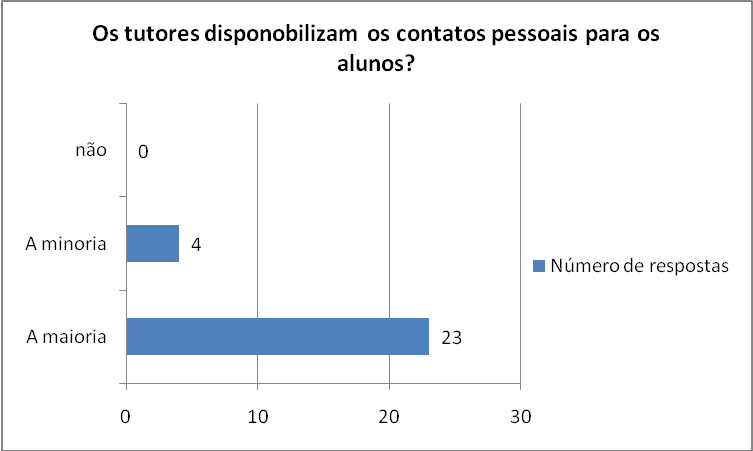 Os tutores disponobilizam os contatos pessoais para os
alunos?
não
0
A minoria
4
A maioria
23
Número de respostas
0 10 20 30